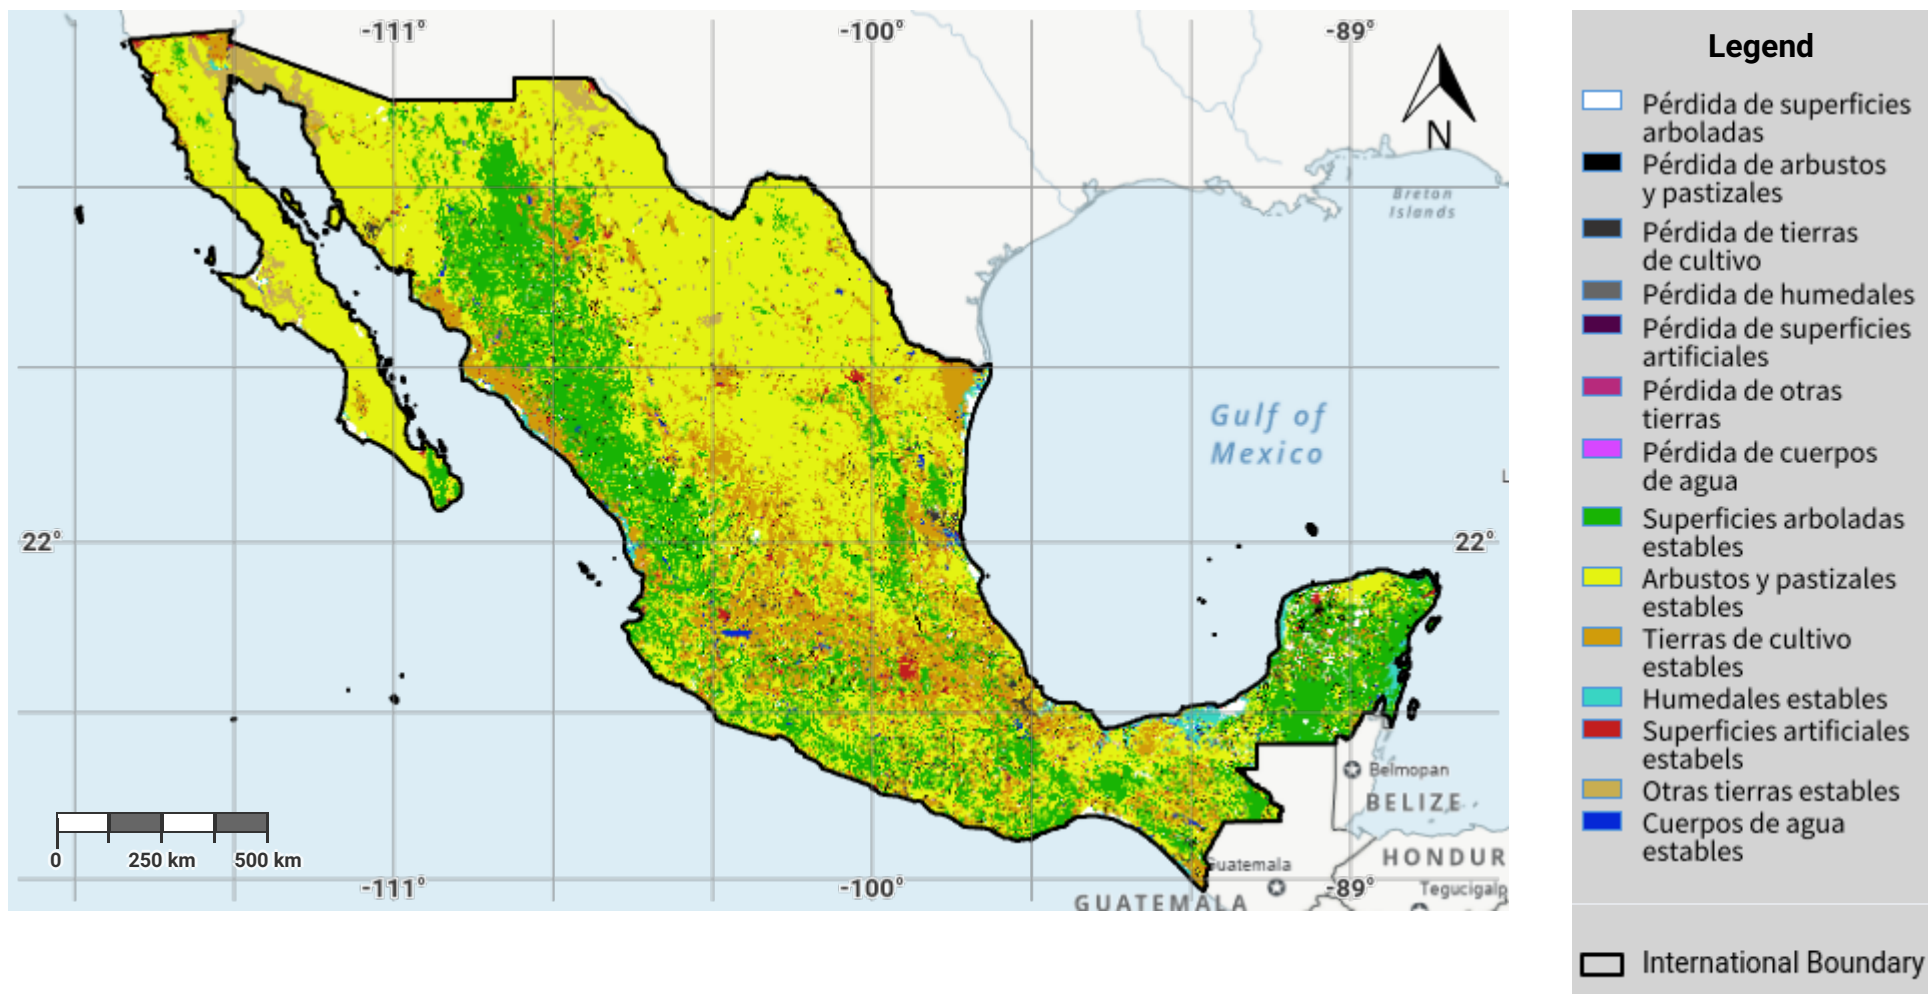 -111°
-100°
-89°
N
Breton
Islands
Gulf of
Mexico
22°
22°
Belmopan
BELIZE
0
250 km
500 km
Guatemala
HONDUR
-111°
-100°
-89°
Tegucigalp
GUATEMALA
L
Legend
Pérdida de superficies
arboladas
Pérdida de arbustos
y pastizales
Pérdida de tierras
de cultivo
Pérdida de humedales
Pérdida de superficies
artificiales
Pérdida de otras
tierras
Pérdida de cuerpos
de agua
Superficies arboladas
estables
Arbustos y pastizales
estables
Tierras de cultivo
estables
Humedales estables
Superficies artificiales
estabels
Otras tierras estables
Cuerpos de agua
estables
International Boundary